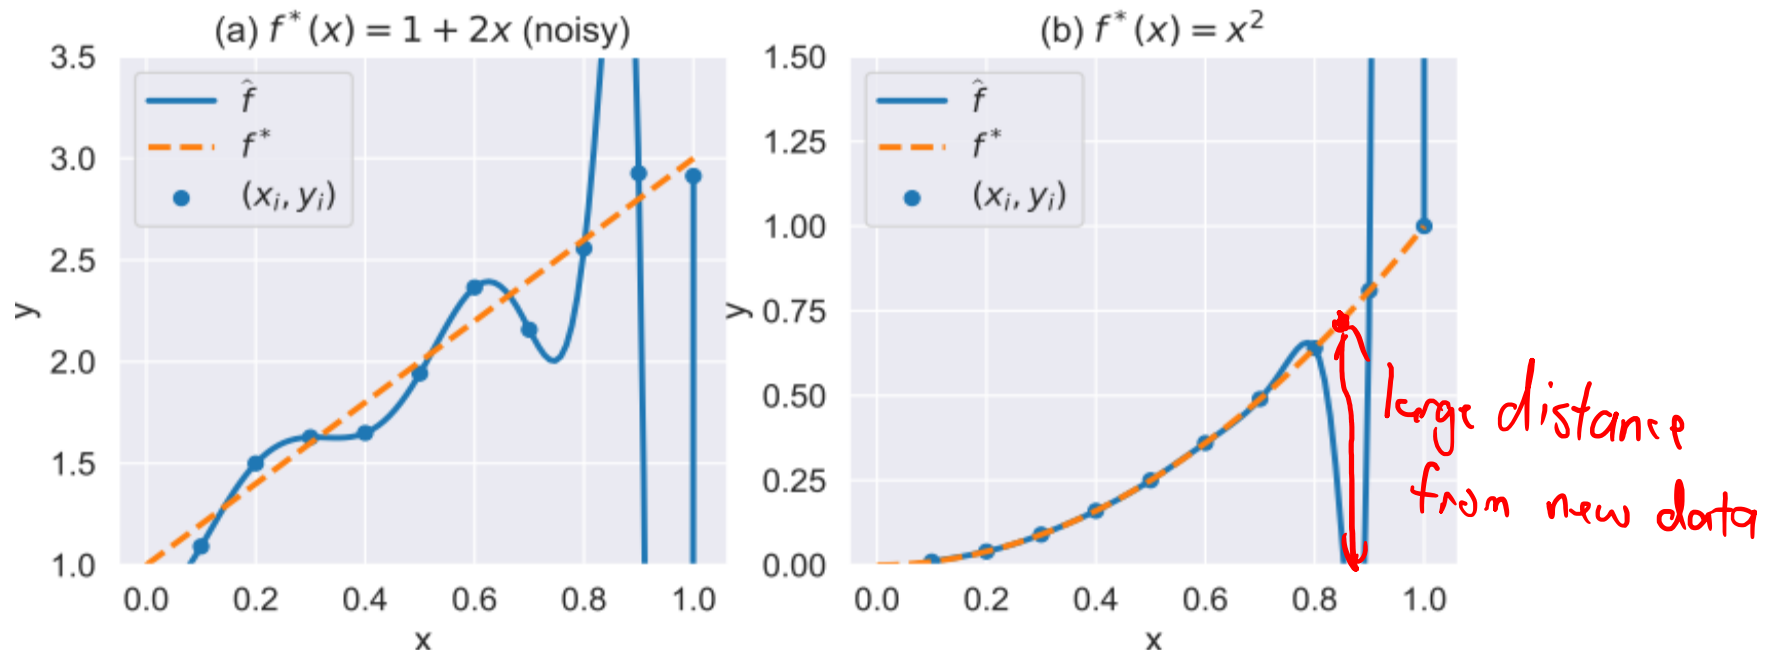 (a) f*(x) = 1 + 2x (noisy)
3.5
3.0
2.5
2.0
1.5
1.0
y
f̂
f*
(xᵢ, yᵢ)
0.0 0.2 0.4 0.6 0.8 1.0
x
(b) f*(x) = x²
1.50
1.25
1.00
0.75
0.50
0.25
0.00
y
f̂
f*
(xᵢ, yᵢ)
0.0 0.2 0.4 0.6 0.8 1.0
x
large distance
from new data